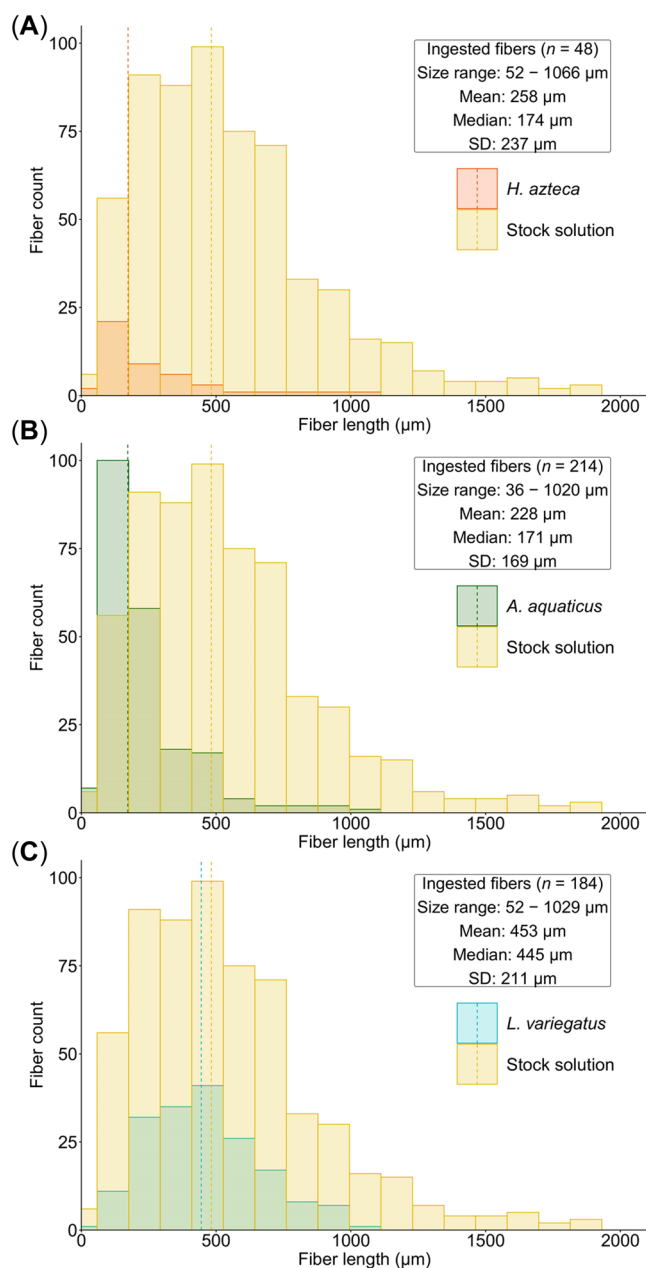 (A)
100
75
50
25
0
Fiber count
Ingested fibers (n = 48)
Size range: 52 − 1066 µm
Mean: 258 µm
Median: 174 µm
SD: 237 µm
H. azteca
Stock solution
0 500 1000 1500 2000
Fiber length (µm)
(B)
100
75
50
25
0
Fiber count
Ingested fibers (n = 214)
Size range: 36 − 1020 µm
Mean: 228 µm
Median: 171 µm
SD: 169 µm
A. aquaticus
Stock solution
0 500 1000 1500 2000
Fiber length (µm)
(C)
100
75
50
25
0
Fiber count
Ingested fibers (n = 184)
Size range: 52 − 1029 µm
Mean: 453 µm
Median: 445 µm
SD: 211 µm
L. variegatus
Stock solution
0 500 1000 1500 2000
Fiber length (µm)